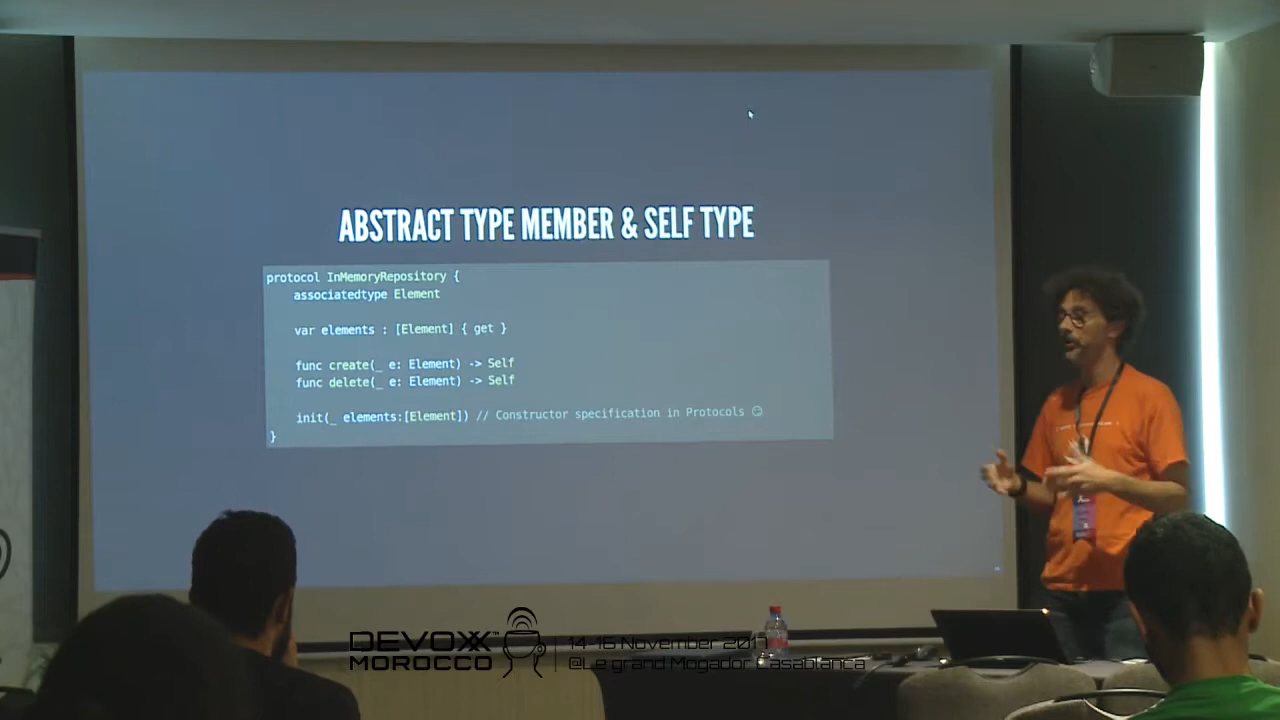 ABSTRACT TYPE MEMBER & SELF TYPE
protocol InMemoryRepository {
associatedtype Element
var elements : [Element] { get }
func create(_ e: Element) -> Self
func delete(_ e: Element) -> Self
init(_ elements:[Element]) // Constructor specification in Protocols 😏
}
DEVOXX™
MOROCCO
14-16 November 2017
@Le grand Mogador Casablanca